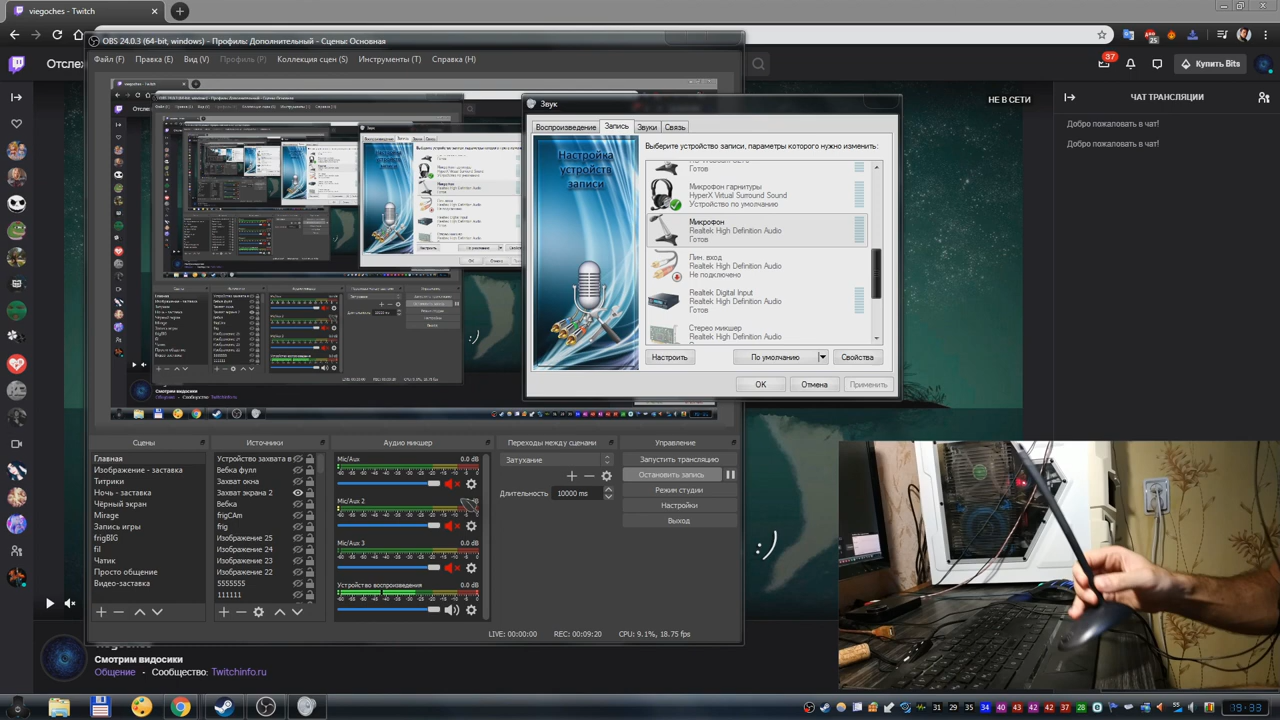 viegoches - Twitch
25
OBS 24.0.3 (64-bit, windows) - Профиль: Дополнительный - Сцены: Основная
Файл (F)
Правка (E)
Вид (V)
Профиль (P)
Коллекция сцен (S)
Инструменты (T)
Справка (H)
Отслеж
37
Купить Bits
НЕ В СЕТИ
ЧАТ ТРАНСЛЯЦИИ
Добро пожаловать в чат!
Добро пожаловать в чат!
Звук
Воспроизведение
Запись
Звуки
Связь
Выберите устройство записи, параметры которого нужно изменить:
Настройка
устройств
записи
Готов
Микрофон гарнитуры
HyperX Virtual Surround Sound
Устройство по умолчанию
Микрофон
Realtek High Definition Audio
Готов
Лин. вход
Realtek High Definition Audio
Не подключено
Realtek Digital Input
Realtek High Definition Audio
Готов
Стерео микшер
Realtek High Definition Audio
Настроить
По умолчанию
Свойства
OK
Отмена
Применить
Сцены
Главная
Изображение - заставка
Титрики
Ночь - заставка
Чёрный экран
Mirage
Запись игры
frigBIG
fil
Чатик
Просто общение
Видео-заставка
Источники
Устройство захвата в
Вебка фулл
Захват окна
Захват экрана 2
Вебка
frigCAm
frig
Изображение 25
Изображение 24
Изображение 23
Изображение 22
5555555
111111
Аудио микшер
Mic/Aux
0.0 dB
Mic/Aux 2
Mic/Aux 3
0.0 dB
Устройство воспроизведения
0.0 dB
Переходы между сценами
Затухание
Длительность
10000 ms
Управление
Запустить трансляцию
Остановить запись
Режим студии
Настройки
Выход
LIVE: 00:00:00
REC: 00:09:20
CPU: 9.1%, 18.75 fps
;)
Смотрим видосики
Общение - Сообщество: Twitchinfo.ru
19:33